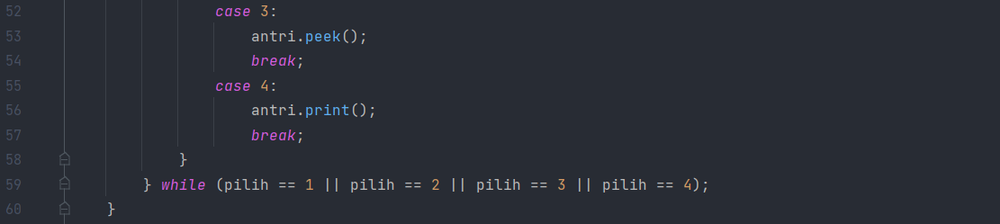 52 case 3:
53 antri.peek();
54 break;
55 case 4:
56 antri.print();
57 break;
58 }
59 } while (pilih == 1 || pilih == 2 || pilih == 3 || pilih == 4);
60 }